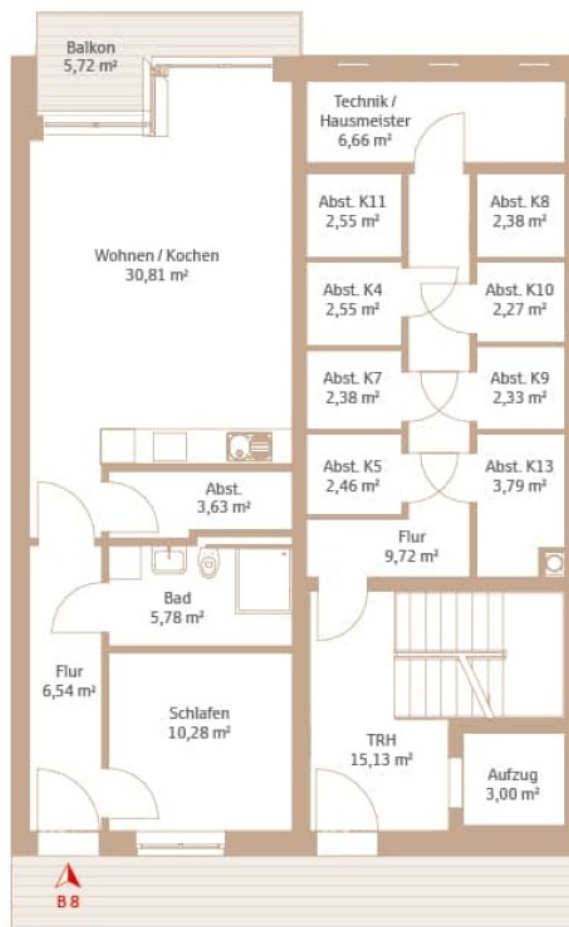 Balkon
5,72 m²
Technik /
Hausmeister
6,66 m²
Abst. K11
2,55 m²
Abst. K8
2,38 m²
Wohnen / Kochen
30,81 m²
Abst. K4
2,55 m²
Abst. K10
2,27 m²
Abst. K7
2,38 m²
Abst. K9
2,33 m²
Abst. K5
2,46 m²
Abst. K13
3,79 m²
Abst.
3,63 m²
Flur
9,72 m²
Bad
5,78 m²
Flur
6,54 m²
Schlafen
10,28 m²
TRH
15,13 m²
Aufzug
3,00 m²
B 8